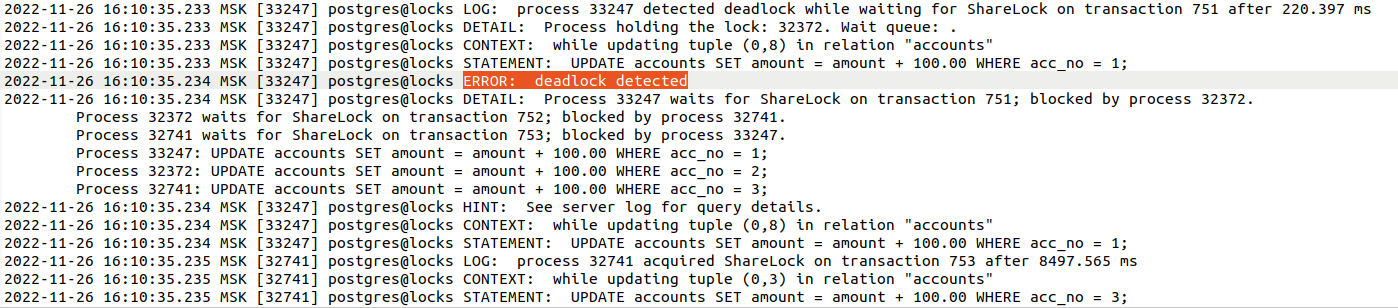 2022-11-26 16:10:35.233 MSK [33247] postgres@locks LOG:  process 33247 detected deadlock while waiting for ShareLock on transaction 751 after 220.397 ms
2022-11-26 16:10:35.233 MSK [33247] postgres@locks DETAIL:  Process holding the lock: 32372. Wait queue: .
2022-11-26 16:10:35.233 MSK [33247] postgres@locks CONTEXT:  while updating tuple (0,8) in relation "accounts"
2022-11-26 16:10:35.233 MSK [33247] postgres@locks STATEMENT:  UPDATE accounts SET amount = amount + 100.00 WHERE acc_no = 1;
2022-11-26 16:10:35.234 MSK [33247] postgres@locks ERROR:  deadlock detected
2022-11-26 16:10:35.234 MSK [33247] postgres@locks DETAIL:  Process 33247 waits for ShareLock on transaction 751; blocked by process 32372.
Process 32372 waits for ShareLock on transaction 752; blocked by process 32741.
Process 32741 waits for ShareLock on transaction 753; blocked by process 33247.
Process 33247: UPDATE accounts SET amount = amount + 100.00 WHERE acc_no = 1;
Process 32372: UPDATE accounts SET amount = amount + 100.00 WHERE acc_no = 2;
Process 32741: UPDATE accounts SET amount = amount + 100.00 WHERE acc_no = 3;
2022-11-26 16:10:35.234 MSK [33247] postgres@locks HINT:  See server log for query details.
2022-11-26 16:10:35.234 MSK [33247] postgres@locks CONTEXT:  while updating tuple (0,8) in relation "accounts"
2022-11-26 16:10:35.234 MSK [33247] postgres@locks STATEMENT:  UPDATE accounts SET amount = amount + 100.00 WHERE acc_no = 1;
2022-11-26 16:10:35.235 MSK [32741] postgres@locks LOG:  process 32741 acquired ShareLock on transaction 753 after 8497.565 ms
2022-11-26 16:10:35.235 MSK [32741] postgres@locks CONTEXT:  while updating tuple (0,3) in relation "accounts"
2022-11-26 16:10:35.235 MSK [32741] postgres@locks STATEMENT:  UPDATE accounts SET amount = amount + 100.00 WHERE acc_no = 3;